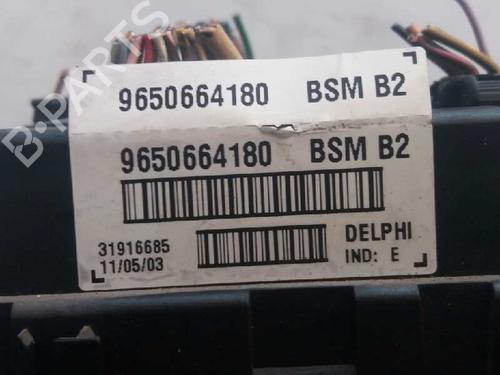 9650664180 BSM B2
9650664180 BSM B2
31916685
11/05/03
DELPHI
IND: E
B-PARTS